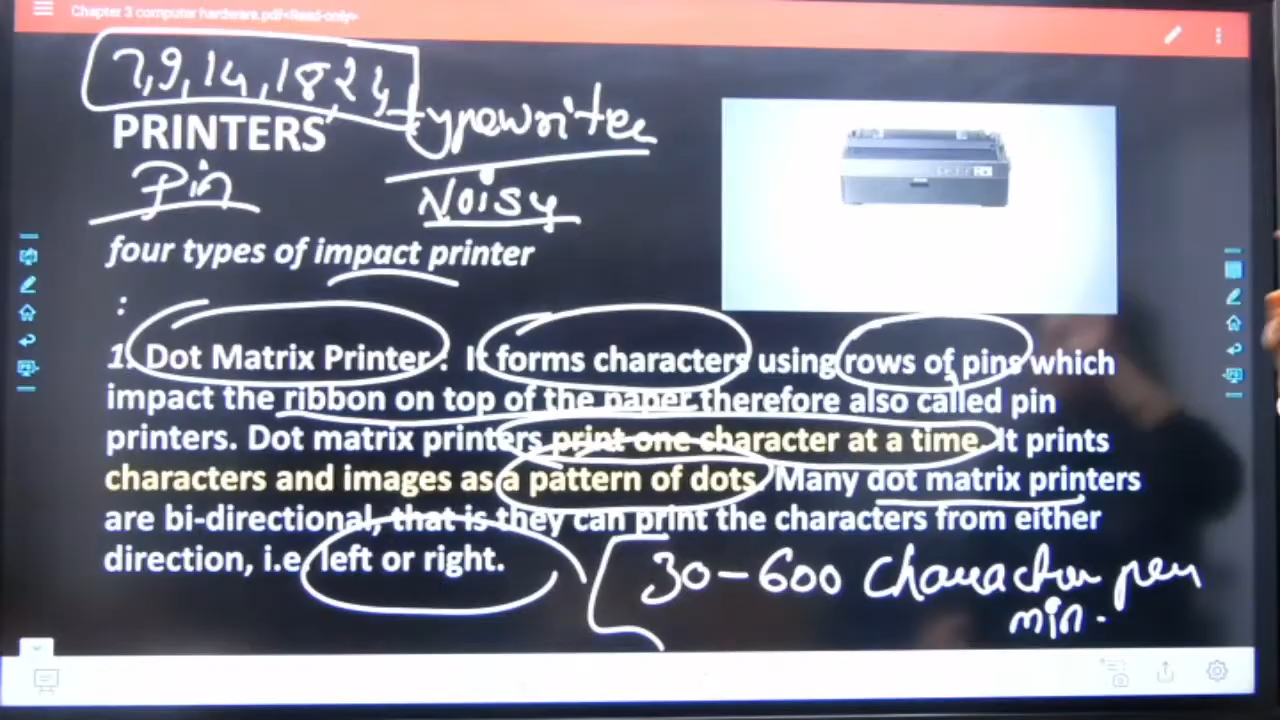 Chapter 3 computer hardware.pdf<Read-only>
7,9,14,18,24,
PRINTERS
typewriter
Pin
Noisy
four types of impact printer
:
1. Dot Matrix Printer : It forms characters using rows of pins which
impact the ribbon on top of the paper therefore also called pin
printers. Dot matrix printers print one character at a time. It prints
characters and images as a pattern of dots. Many dot matrix printers
are bi-directional, that is they can print the characters from either
direction, i.e. left or right.
30-600 Character per
min.